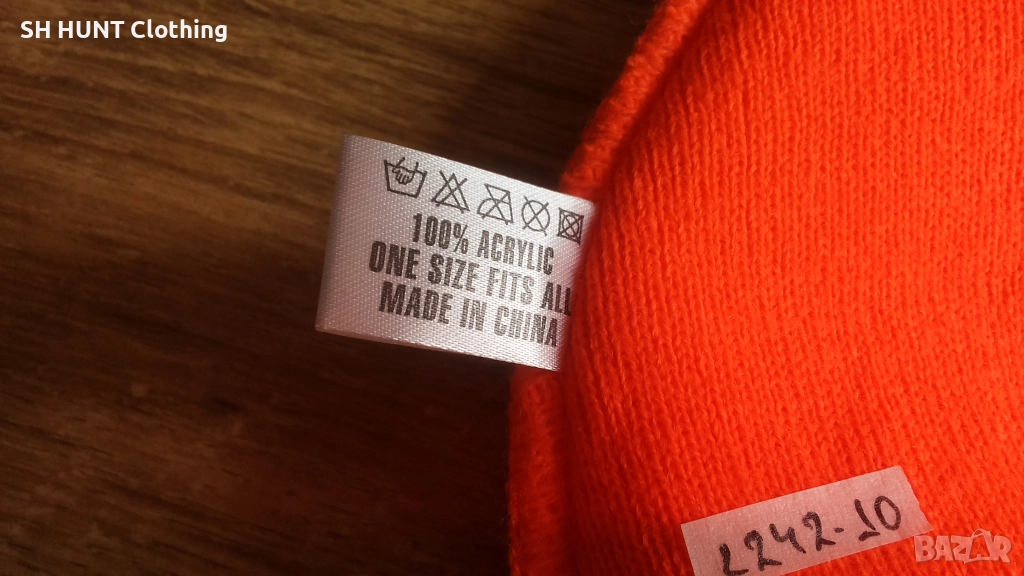 SH HUNT Clothing
100% ACRYLIC
ONE SIZE FITS ALL
MADE IN CHINA
L242-10
BAZAR